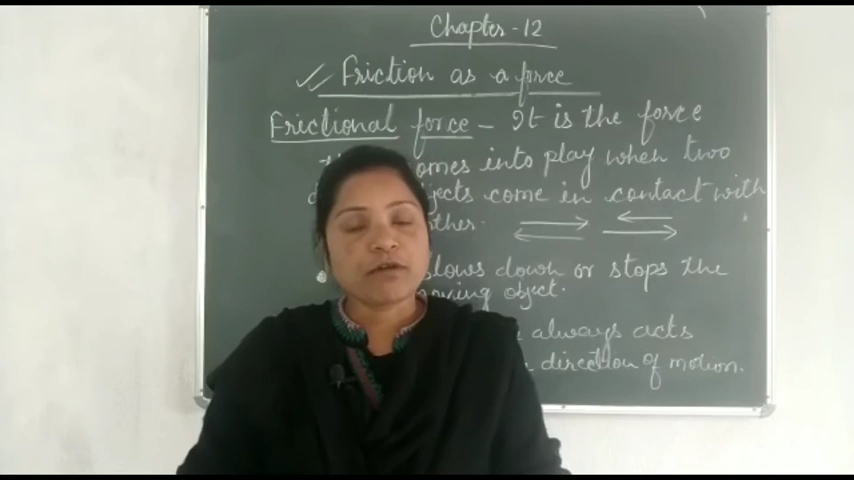 Chapter-12
Friction as a force
Frictional force - It is the force
comes into play when two
objects come in contact with
other.
slows down or stops the
moving object.
always acts
direction of motion.